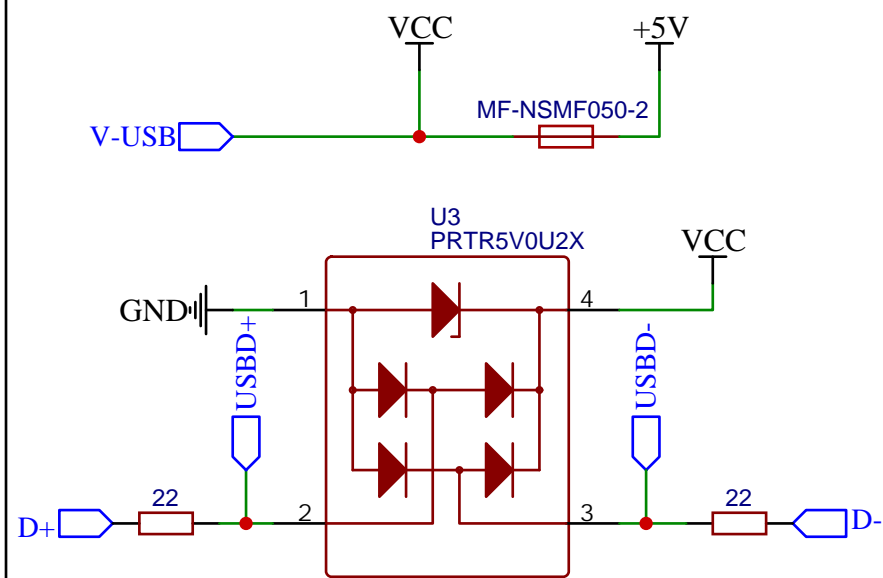 VCC
+5V
MF-NSMF050-2
V-USB
U3
PRTR5V0U2X
VCC
1
4
GND
USBD+
USBD-
22
22
2
3
D+
D-